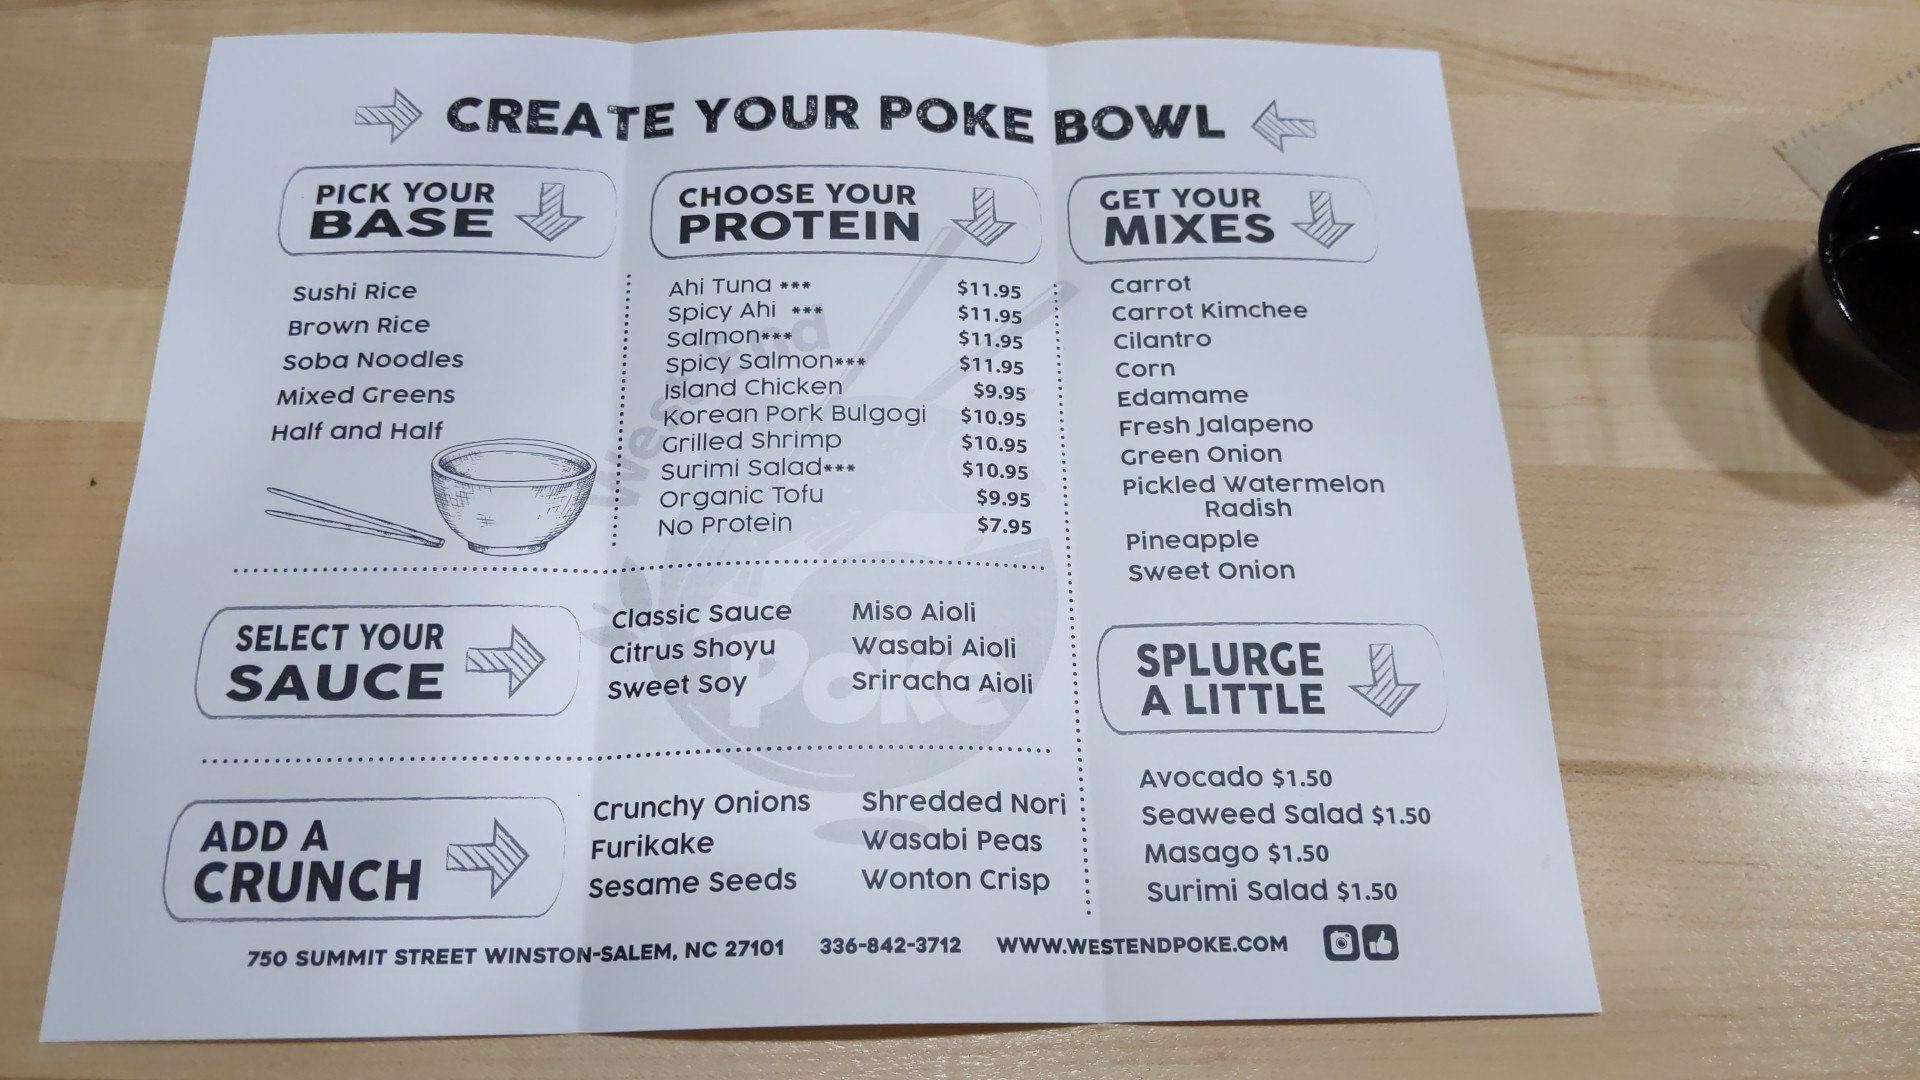 CREATE YOUR POKE BOWL
PICK YOUR
BASE
Sushi Rice
Brown Rice
Soba Noodles
Mixed Greens
Half and Half
CHOOSE YOUR
PROTEIN
Ahi Tuna *** $11.95
Spicy Ahi *** $11.95
Salmon*** $11.95
Spicy Salmon*** $11.95
Island Chicken $9.95
Korean Pork Bulgogi $10.95
Grilled Shrimp $10.95
Surimi Salad*** $10.95
Organic Tofu $9.95
No Protein $7.95
GET YOUR
MIXES
Carrot
Carrot Kimchee
Cilantro
Corn
Edamame
Fresh Jalapeno
Green Onion
Pickled Watermelon
Radish
Pineapple
Sweet Onion
SELECT YOUR
SAUCE
Classic Sauce
Citrus Shoyu
Sweet Soy
Miso Aioli
Wasabi Aioli
Sriracha Aioli
ADD A
CRUNCH
Crunchy Onions
Furikake
Sesame Seeds
Shredded Nori
Wasabi Peas
Wonton Crisp
SPLURGE
A LITTLE
Avocado $1.50
Seaweed Salad $1.50
Masago $1.50
Surimi Salad $1.50
West End
Poke
750 SUMMIT STREET WINSTON-SALEM, NC 27101 336-842-3712 WWW.WESTENDPOKE.COM